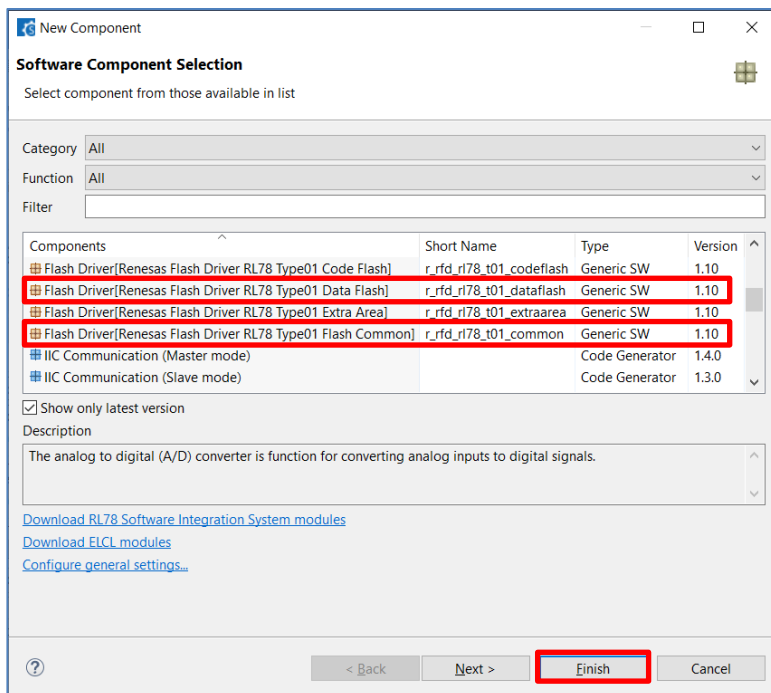 New Component
Software Component Selection
Select component from those available in list
Category All
Function All
Filter
Components Short Name Type Version
Flash Driver[Renesas Flash Driver RL78 Type01 Code Flash] r_rfd_rl78_t01_codeflash Generic SW 1.10
Flash Driver[Renesas Flash Driver RL78 Type01 Data Flash] r_rfd_rl78_t01_dataflash Generic SW 1.10
Flash Driver[Renesas Flash Driver RL78 Type01 Extra Area] r_rfd_rl78_t01_extraarea Generic SW 1.10
Flash Driver[Renesas Flash Driver RL78 Type01 Flash Common] r_rfd_rl78_t01_common Generic SW 1.10
IIC Communication (Master mode) Code Generator 1.4.0
IIC Communication (Slave mode) Code Generator 1.3.0
Show only latest version
Description
The analog to digital (A/D) converter is function for converting analog inputs to digital signals.
Download RL78 Software Integration System modules
Download ELCL modules
Configure general settings...
? < Back Next > Finish Cancel